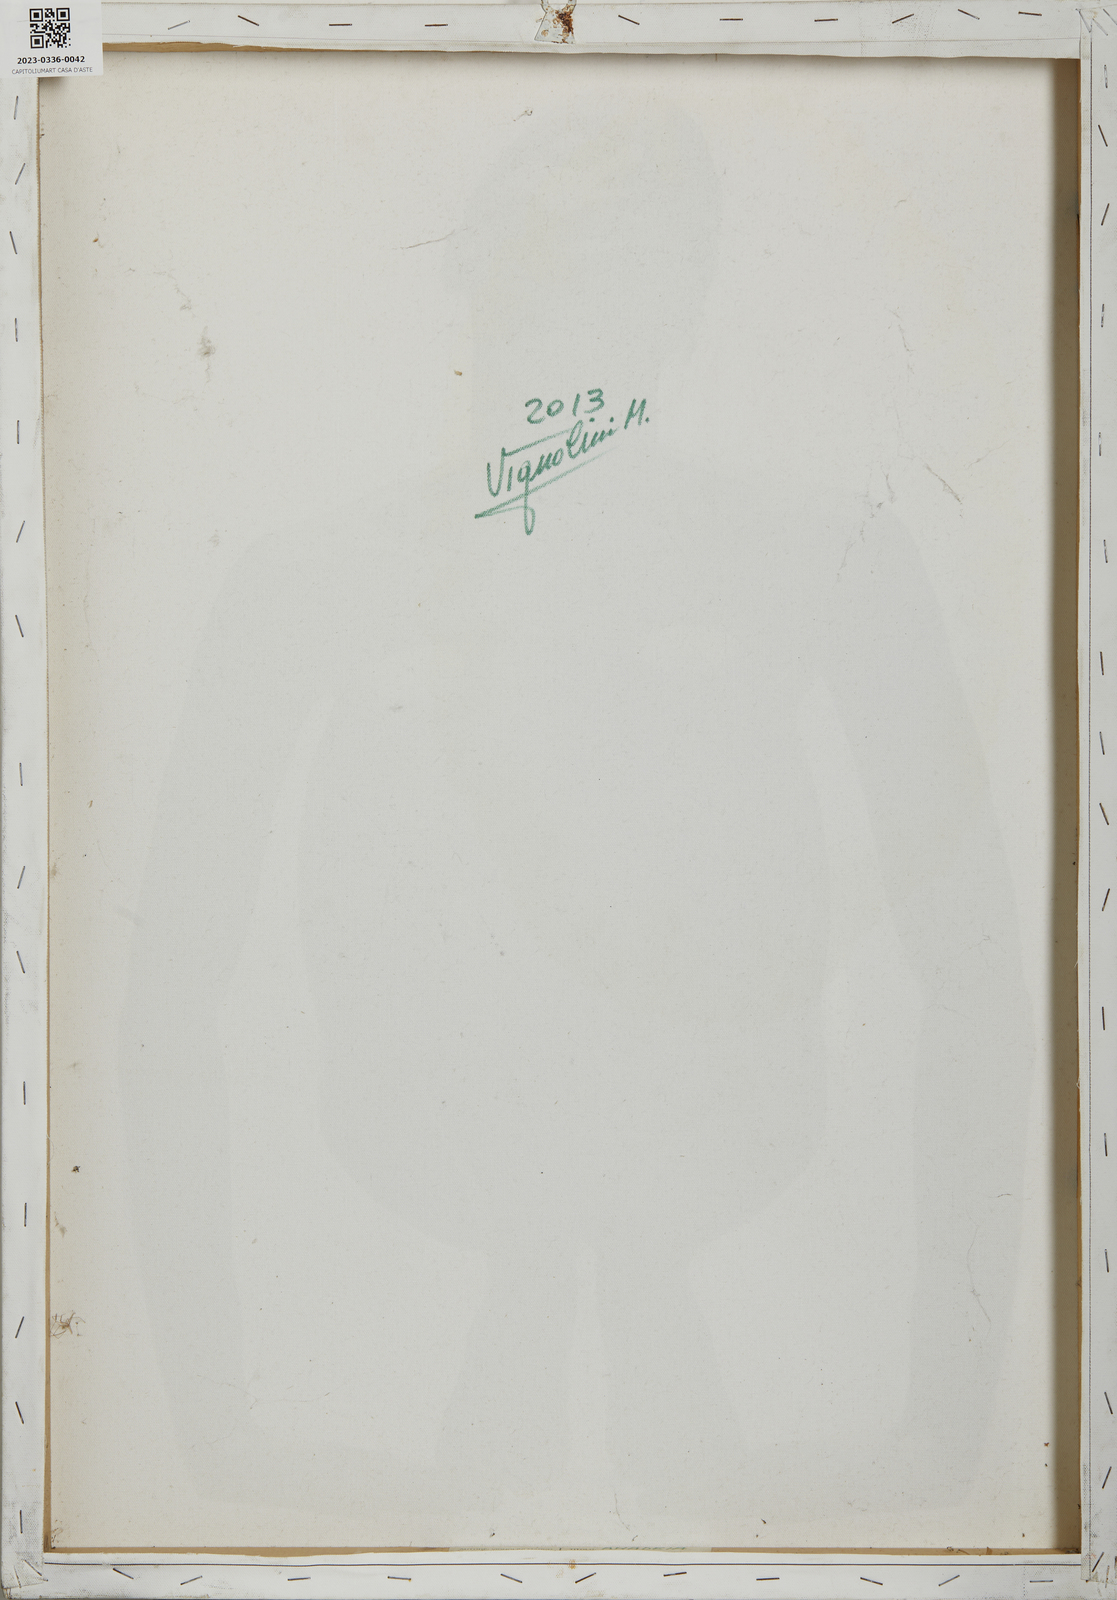 2023-0336-0042
CAPITOLIUMART CASA D'ASTE
2013
Vignolini M.